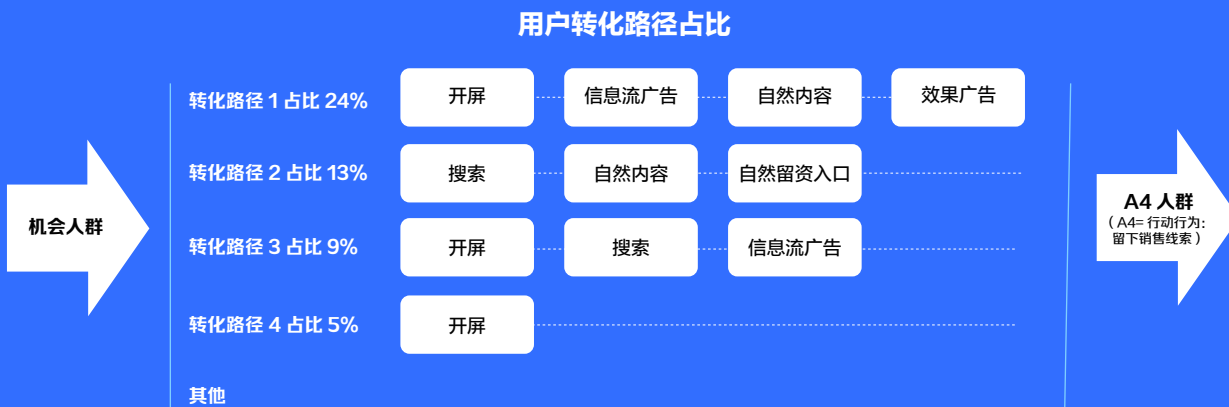 用户转化路径占比
转化路径 1 占比 24%
开屏
信息流广告
自然内容
效果广告
转化路径 2 占比 13%
搜索
自然内容
自然留资入口
机会人群
转化路径 3 占比 9%
开屏
搜索
信息流广告
A4 人群
（A4= 行动行为：
留下销售线索）
转化路径 4 占比 5%
开屏
其他